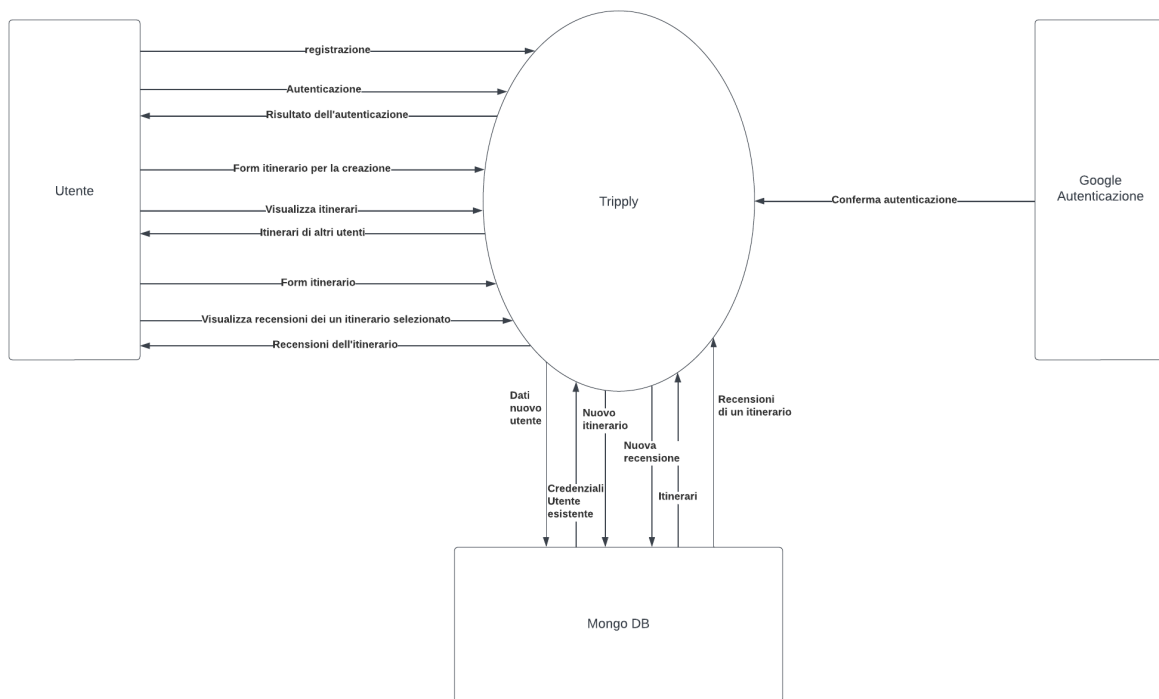 registrazione
Autenticazione
Risultato dell'autenticazione
Form itinerario per la creazione
Utente
Visualizza itinerari
Itinerari di altri utenti
Form itinerario
Visualizza recensioni dei un itinerario selezionato
Recensioni dell'itinerario
Tripply
Conferma autenticazione
Google
Autenticazione
Dati
nuovo
utente
Credenziali
Utente
esistente
Nuovo
itinerario
Nuova
recensione
Itinerari
Recensioni
di un itinerario
Mongo DB